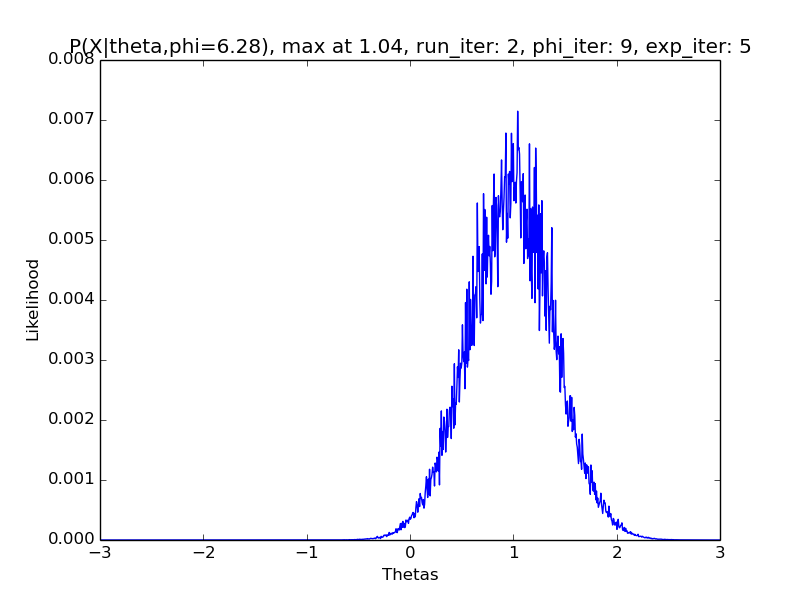 P(X|theta,phi=6.28), max at 1.04, run_iter: 2, phi_iter: 9, exp_iter: 5
0.008
0.007
0.006
0.005
0.004
0.003
0.002
0.001
0.000
Likelihood
−3 −2 −1 0 1 2 3
Thetas